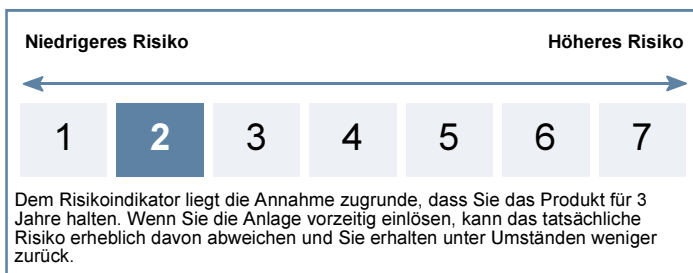 Niedrigeres Risiko Höheres Risiko
1 2 3 4 5 6 7
Dem Risikoindikator liegt die Annahme zugrunde, dass Sie das Produkt für 3
Jahre halten. Wenn Sie die Anlage vorzeitig einlösen, kann das tatsächliche
Risiko erheblich davon abweichen und Sie erhalten unter Umständen weniger
zurück.